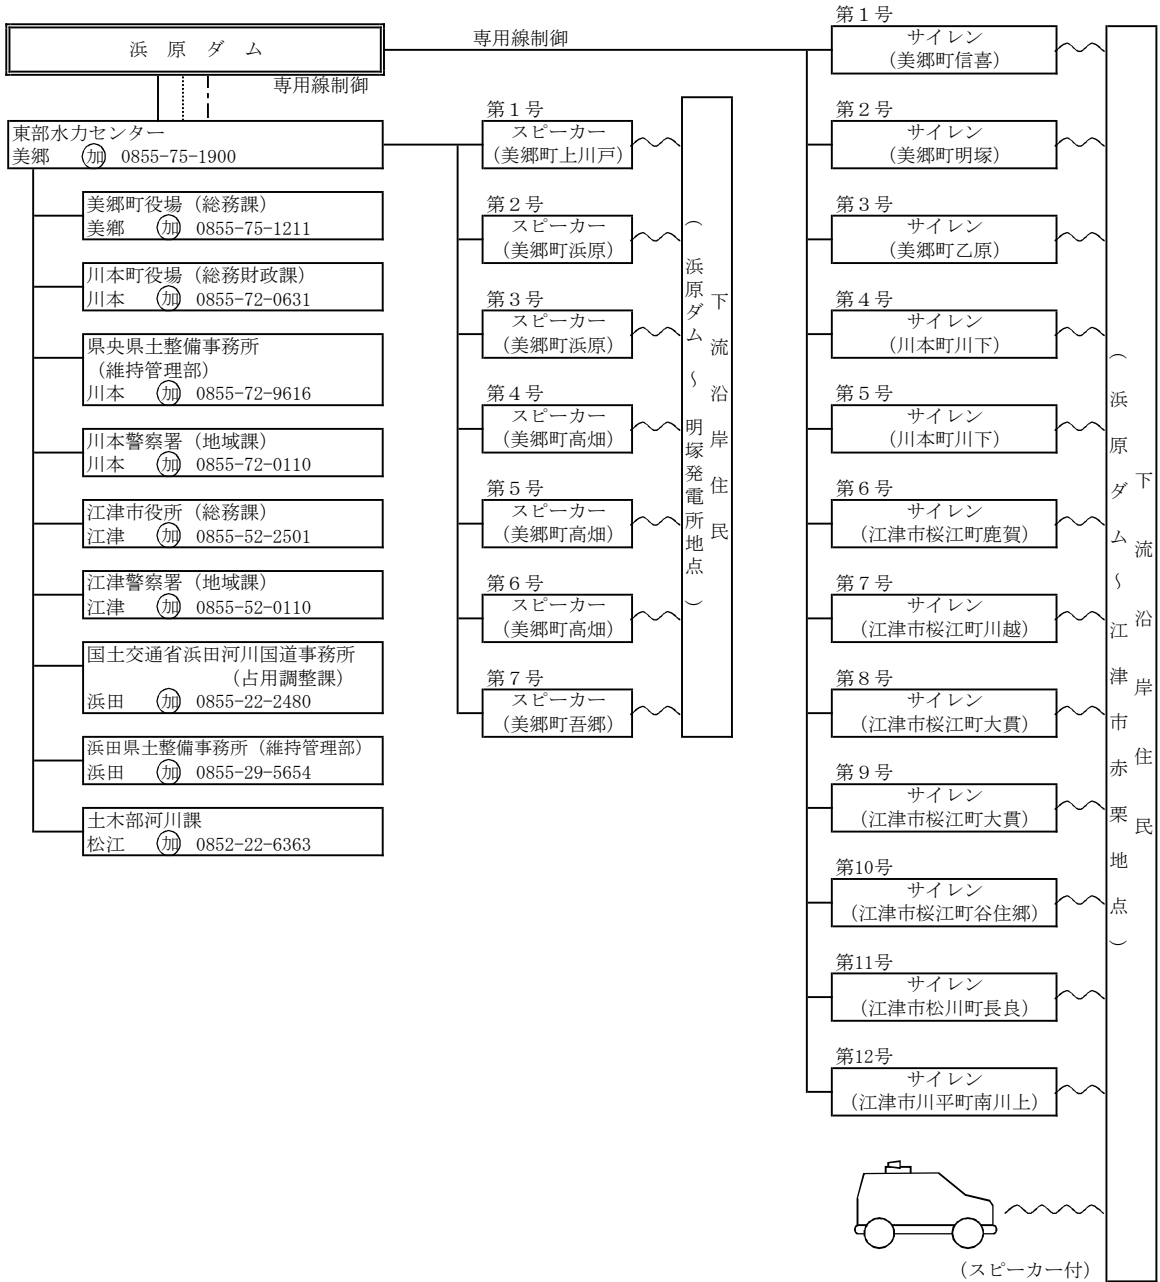 浜原ダム
専用線制御
専用線制御
東部水力センター
美郷 ㊉ 0855-75-1900
美郷町役場（総務課）
美郷 加 0855-75-1211
川本町役場（総務財政課）
川本 加 0855-72-0631
県央県土整備事務所
（維持管理部）
川本 加 0855-72-9616
川本警察署（地域課）
川本 加 0855-72-0110
江津市役所（総務課）
江津 加 0855-52-2501
江津警察署（地域課）
江津 加 0855-52-0110
国土交通省浜田河川国道事務所
（占用調整課）
浜田 加 0855-22-2480
浜田県土整備事務所（維持管理部）
浜田 加 0855-29-5654
土木部河川課
松江 加 0852-22-6363
第１号
スピーカー
（美郷町上川戸）
第２号
スピーカー
（美郷町浜原）
第３号
スピーカー
（美郷町浜原）
第４号
スピーカー
（美郷町高畑）
第５号
スピーカー
（美郷町高畑）
第６号
スピーカー
（美郷町高畑）
第７号
スピーカー
（美郷町吾郷）
下流沿岸住民
（浜原ダム～明塚発電所地点）
第１号
サイレン
（美郷町信喜）
第２号
サイレン
（美郷町明塚）
第３号
サイレン
（美郷町乙原）
第４号
サイレン
（川本町川下）
第５号
サイレン
（川本町川下）
第６号
サイレン
（江津市桜江町鹿賀）
第７号
サイレン
（江津市桜江町川越）
第８号
サイレン
（江津市桜江町大貫）
第９号
サイレン
（江津市桜江町大貫）
第10号
サイレン
（江津市桜江町谷住郷）
第11号
サイレン
（江津市松川町長良）
第12号
サイレン
（江津市川平町南川上）
下流沿岸住民
（浜原ダム～江津市赤栗地点）
（スピーカー付）